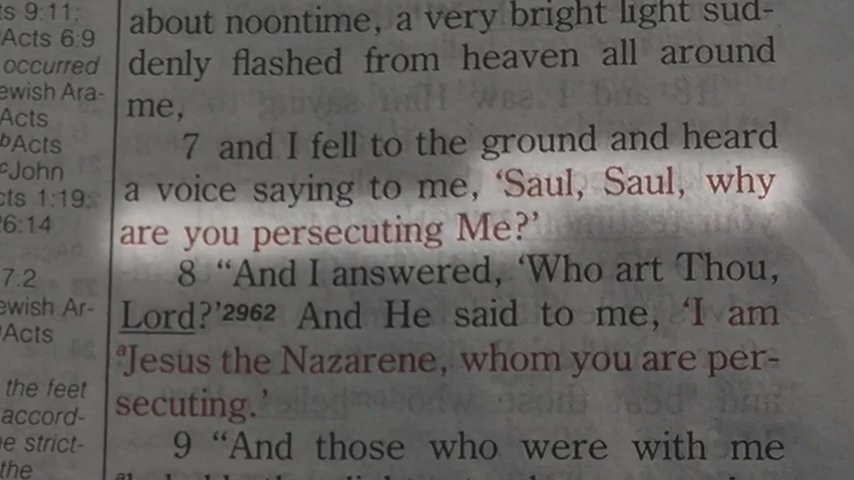 ts 9:11;
Acts 6:9
occurred
ewish Ara-
Acts
bActs
cJohn
cts 1:19;
26:14
7.2
ewish Ar-
Acts
the feet
accord-
e strict-
the
about noontime, a very bright light sud-
denly flashed from heaven all around
me,
7 and I fell to the ground and heard
a voice saying to me, ‘Saul, Saul, why
are you persecuting Me?’
8 “And I answered, ‘Who art Thou,
Lord?’2962 And He said to me, ‘I am
aJesus the Nazarene, whom you are per-
secuting.’
9 “And those who were with me